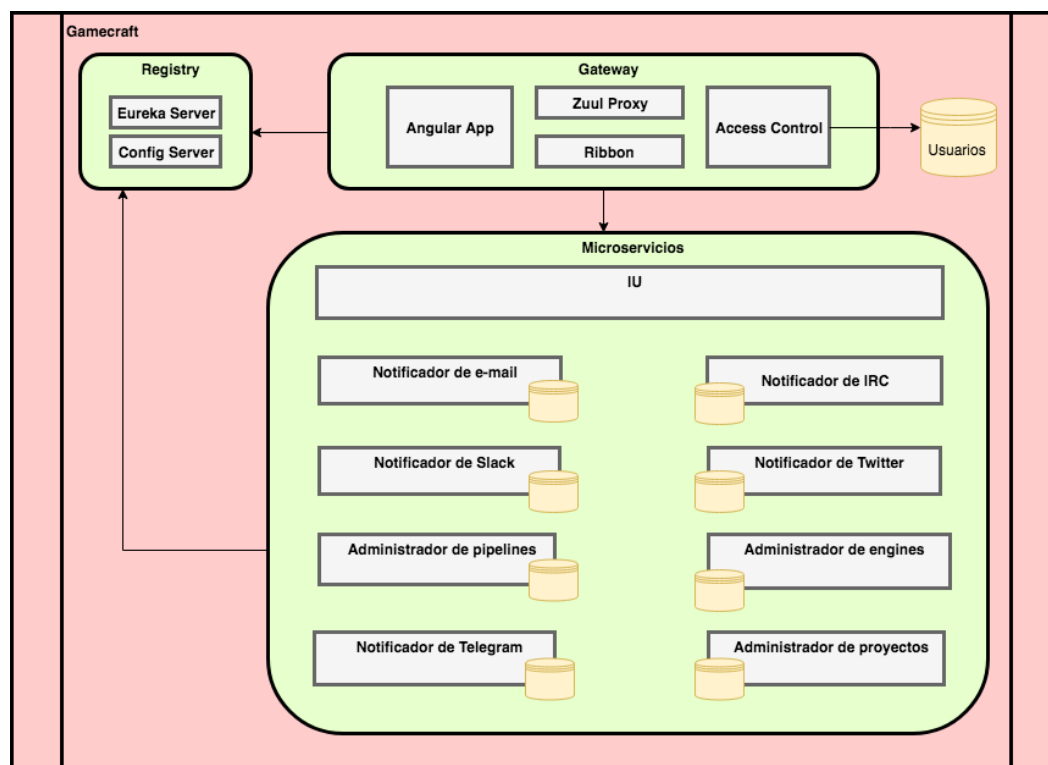 Gamecraft
Registry
Eureka Server
Config Server
Gateway
Angular App
Zuul Proxy
Ribbon
Access Control
Usuarios
Microservicios
IU
Notificador de e-mail
Notificador de IRC
Notificador de Slack
Notificador de Twitter
Administrador de pipelines
Administrador de engines
Notificador de Telegram
Administrador de proyectos